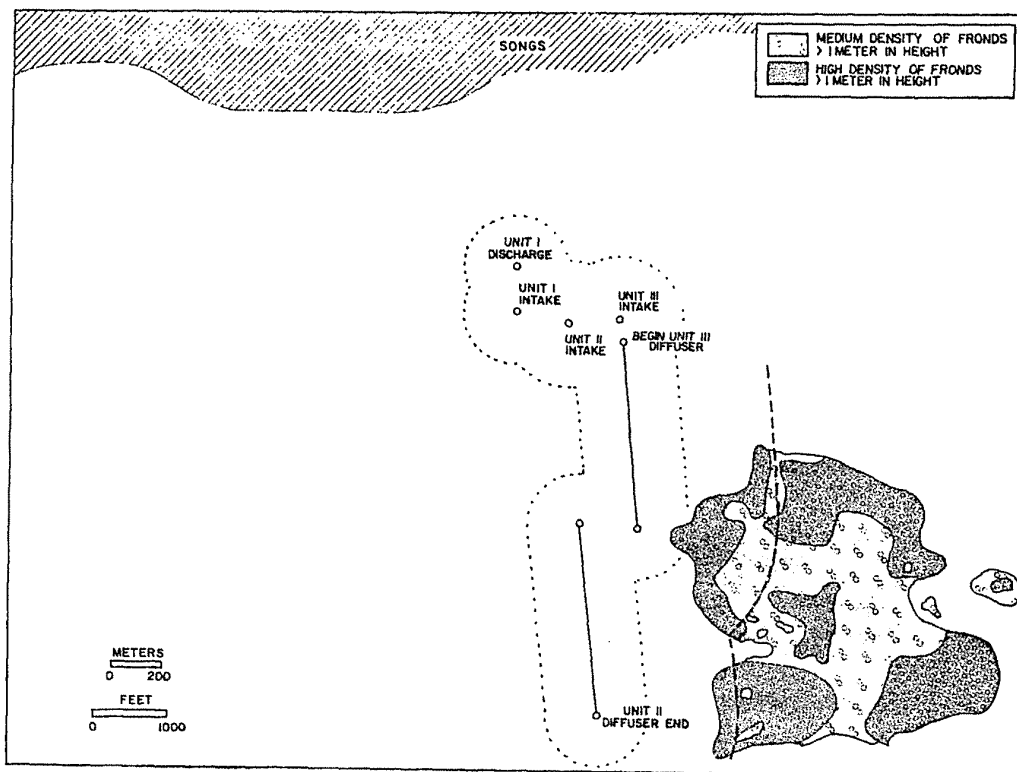 SONGS
MEDIUM DENSITY OF FRONDS
> 1 METER IN HEIGHT
HIGH DENSITY OF FRONDS
> 1 METER IN HEIGHT
UNIT I
DISCHARGE
UNIT I
INTAKE
UNIT II
INTAKE
UNIT III
INTAKE
BEGIN UNIT III
DIFFUSER
METERS
0 200
FEET
0 1000
UNIT II
DIFFUSER END